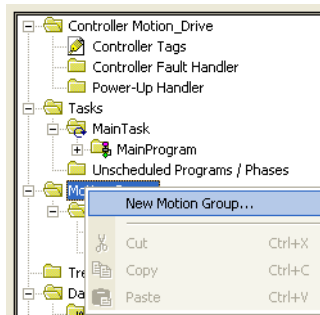 Controller Motion_Drive
Controller Tags
Controller Fault Handler
Power-Up Handler
Tasks
MainTask
MainProgram
Unscheduled Programs / Phases
New Motion Group...
Cut Ctrl+X
Copy Ctrl+C
Paste Ctrl+V